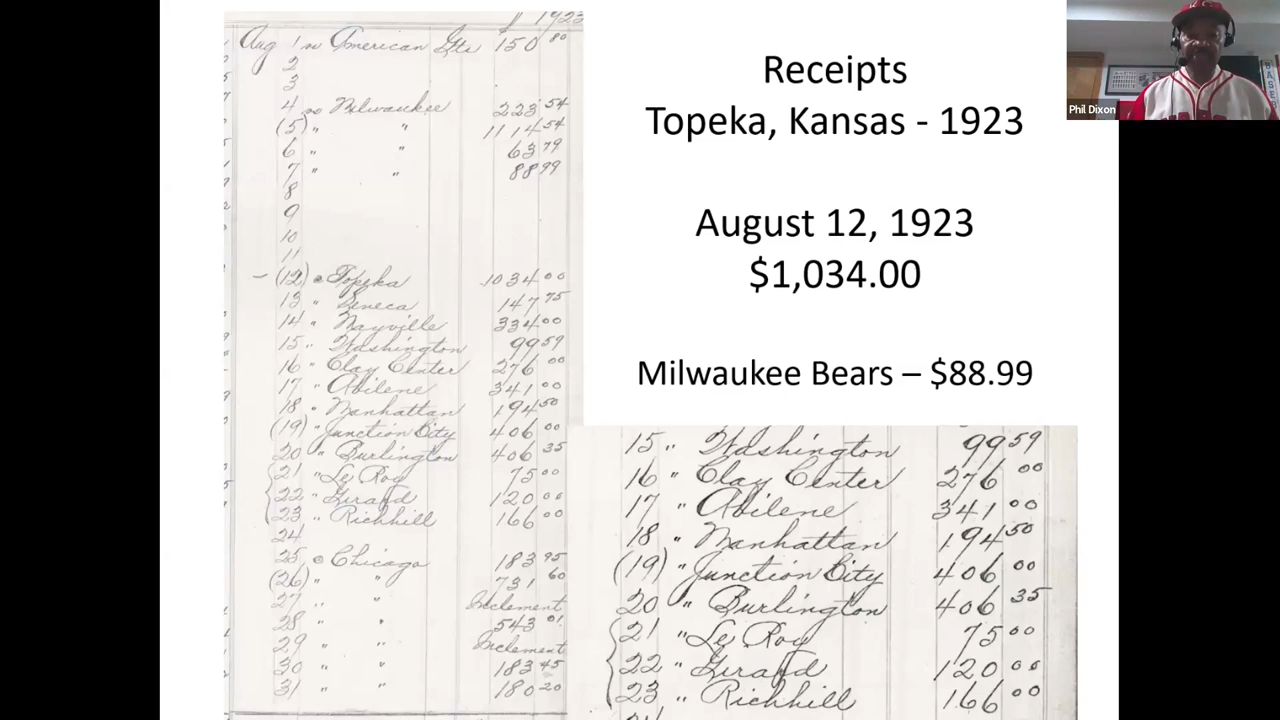 1923
Aug 1 " American Gts 150 80
2
3
4 " Milwaukee 223 54
(5) " " 1114 54
6 " " 63 79
7 " " 88 99
8
9
10
11
(12) " Topeka 1034 00
13 " Seneca 147 75
14 " Mayville 334 00
15 " Washington 99 59
16 " Clay Center 276 00
17 " Abilene 341 00
18 " Manhattan 194 50
(19) " Junction City 406 00
20 " Burlington 406 35
21 " Le Roy 75 00
22 " Girard 120 00
23 " Richhill 166 00
24
25 " Chicago 183 95
(26) " " 731 60
27 " " Inclement
28 " " 543 01
29 " " Inclement
30 " " 183 45
31 " " 180 20
Receipts
Topeka, Kansas - 1923
August 12, 1923
$1,034.00
Milwaukee Bears – $88.99
15 " Washington 99 59
16 " Clay Center 276 00
17 " Abilene 341 00
18 " Manhattan 194 50
(19) " Junction City 406 00
20 " Burlington 406 35
21 " Le Roy 75 00
22 " Girard 120 00
23 " Richhill 166 00
Phil Dixon